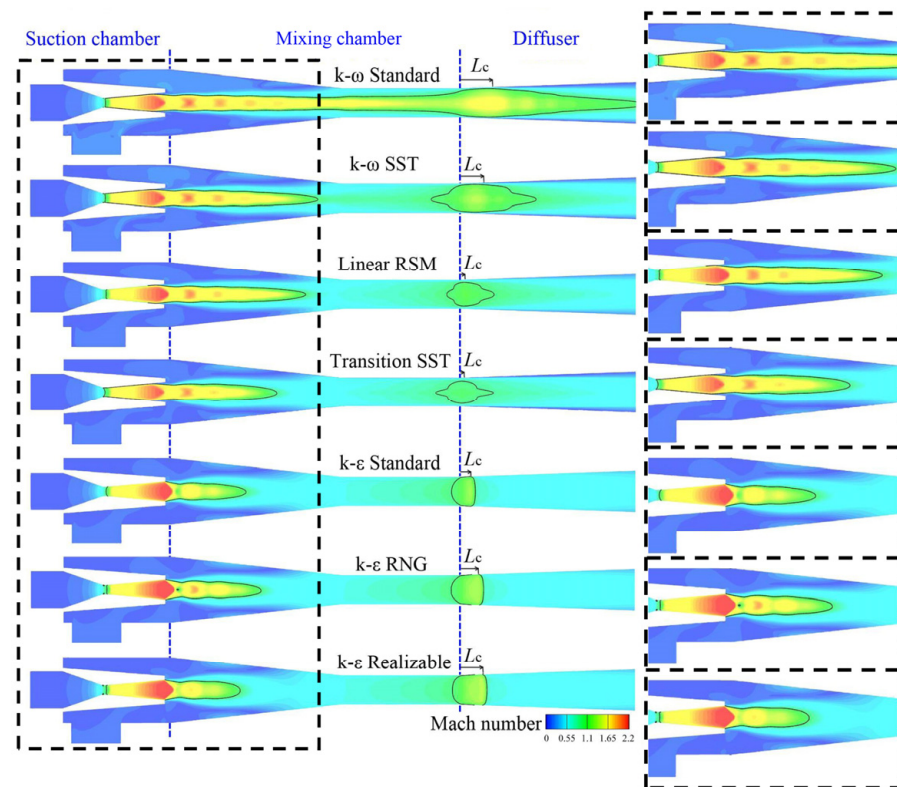 Suction chamber
Mixing chamber
Diffuser
k-ω Standard
Lc
k-ω SST
Lc
Linear RSM
Lc
Transition SST
Lc
k-ε Standard
Lc
k-ε RNG
Lc
k-ε Realizable
Lc
Mach number
0 0.55 1.1 1.65 2.2